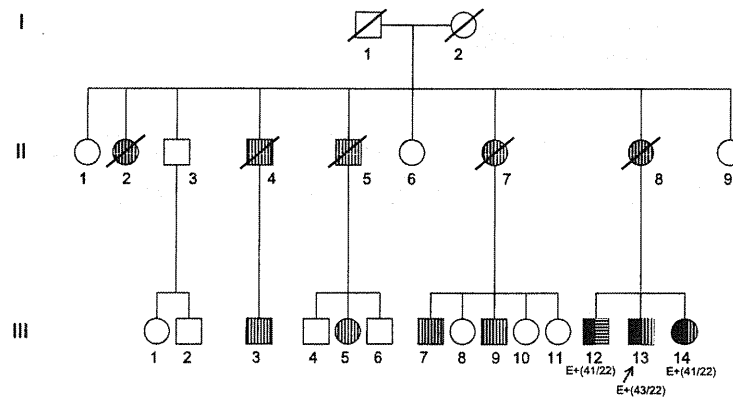 I
1 2
II
1 2 3 4 5 6 7 8 9
III
1 2 3 4 5 6 7 8 9 10 11 12 13 14
E+(41/22) E+(43/22) E+(41/22)